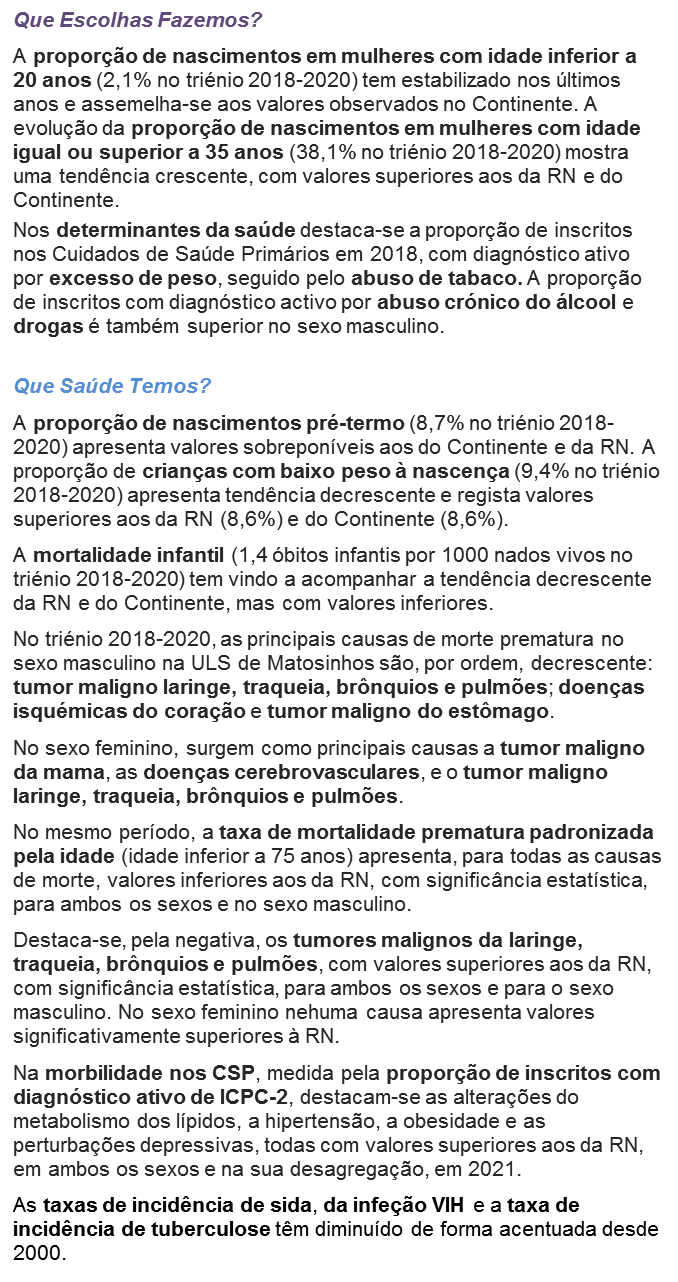 Que Escolhas Fazemos?
A proporção de nascimentos em mulheres com idade inferior a
20 anos (2,1% no triénio 2018-2020) tem estabilizado nos últimos
anos e assemelha-se aos valores observados no Continente. A
evolução da proporção de nascimentos em mulheres com idade
igual ou superior a 35 anos (38,1% no triénio 2018-2020) mostra
uma tendência crescente, com valores superiores aos da RN e do
Continente.
Nos determinantes da saúde destaca-se a proporção de inscritos
nos Cuidados de Saúde Primários em 2018, com diagnóstico ativo
por excesso de peso, seguido pelo abuso de tabaco. A proporção
de inscritos com diagnóstico activo por abuso crónico do álcool e
drogas é também superior no sexo masculino.
Que Saúde Temos?
A proporção de nascimentos pré-termo (8,7% no triénio 2018-
2020) apresenta valores sobreponíveis aos do Continente e da RN. A
proporção de crianças com baixo peso à nascença (9,4% no triénio
2018-2020) apresenta tendência decrescente e regista valores
superiores aos da RN (8,6%) e do Continente (8,6%).
A mortalidade infantil (1,4 óbitos infantis por 1000 nados vivos no
triénio 2018-2020) tem vindo a acompanhar a tendência decrescente
da RN e do Continente, mas com valores inferiores.
No triénio 2018-2020, as principais causas de morte prematura no
sexo masculino na ULS de Matosinhos são, por ordem, decrescente:
tumor maligno laringe, traqueia, brônquios e pulmões; doenças
isquémicas do coração e tumor maligno do estômago.
No sexo feminino, surgem como principais causas a tumor maligno
da mama, as doenças cerebrovasculares, e o tumor maligno
laringe, traqueia, brônquios e pulmões.
No mesmo período, a taxa de mortalidade prematura padronizada
pela idade (idade inferior a 75 anos) apresenta, para todas as causas
de morte, valores inferiores aos da RN, com significância estatística,
para ambos os sexos e no sexo masculino.
Destaca-se, pela negativa, os tumores malignos da laringe,
traqueia, brônquios e pulmões, com valores superiores aos da RN,
com significância estatística, para ambos os sexos e para o sexo
masculino. No sexo feminino nehuma causa apresenta valores
significativamente superiores à RN.
Na morbilidade nos CSP, medida pela proporção de inscritos com
diagnóstico ativo de ICPC-2, destacam-se as alterações do
metabolismo dos lípidos, a hipertensão, a obesidade e as
perturbações depressivas, todas com valores superiores aos da RN,
em ambos os sexos e na sua desagregação, em 2021.
As taxas de incidência de sida, da infeção VIH e a taxa de
incidência de tuberculose têm diminuído de forma acentuada desde
2000.